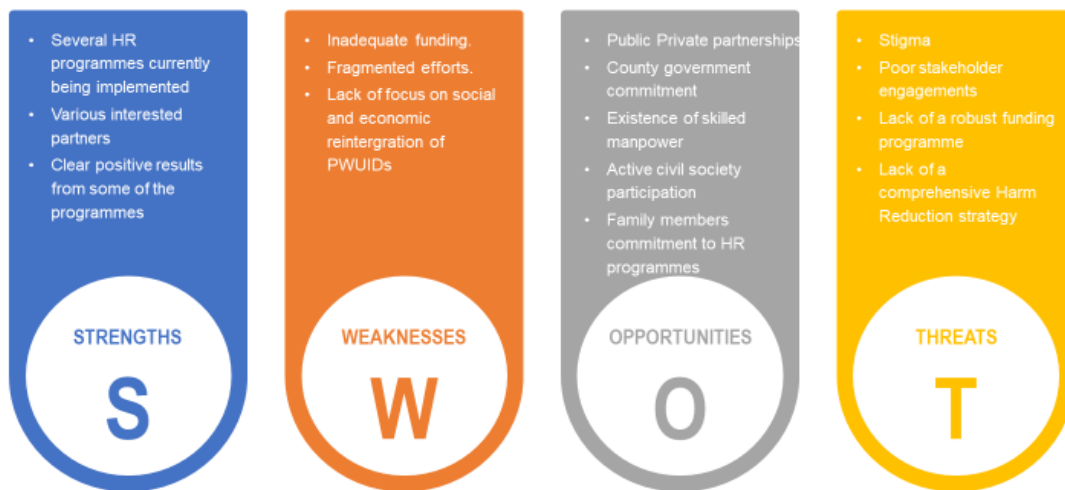 • Several HR
programmes currently
being implemented
• Various interested
partners
• Clear positive results
from some of the
programmes
STRENGTHS
S
• Inadequate funding.
• Fragmented efforts.
• Lack of focus on social
and economic
reintergration of
PWUIDs
WEAKNESSES
W
• Public Private partnerships
• County government
commitment
• Existence of skilled
manpower
• Active civil society
participation
• Family members
commitment to HR
programmes
OPPORTUNITIES
O
• Stigma
• Poor stakeholder
engagements
• Lack of a robust funding
programme
• Lack of a
comprehensive Harm
Reduction strategy
THREATS
T